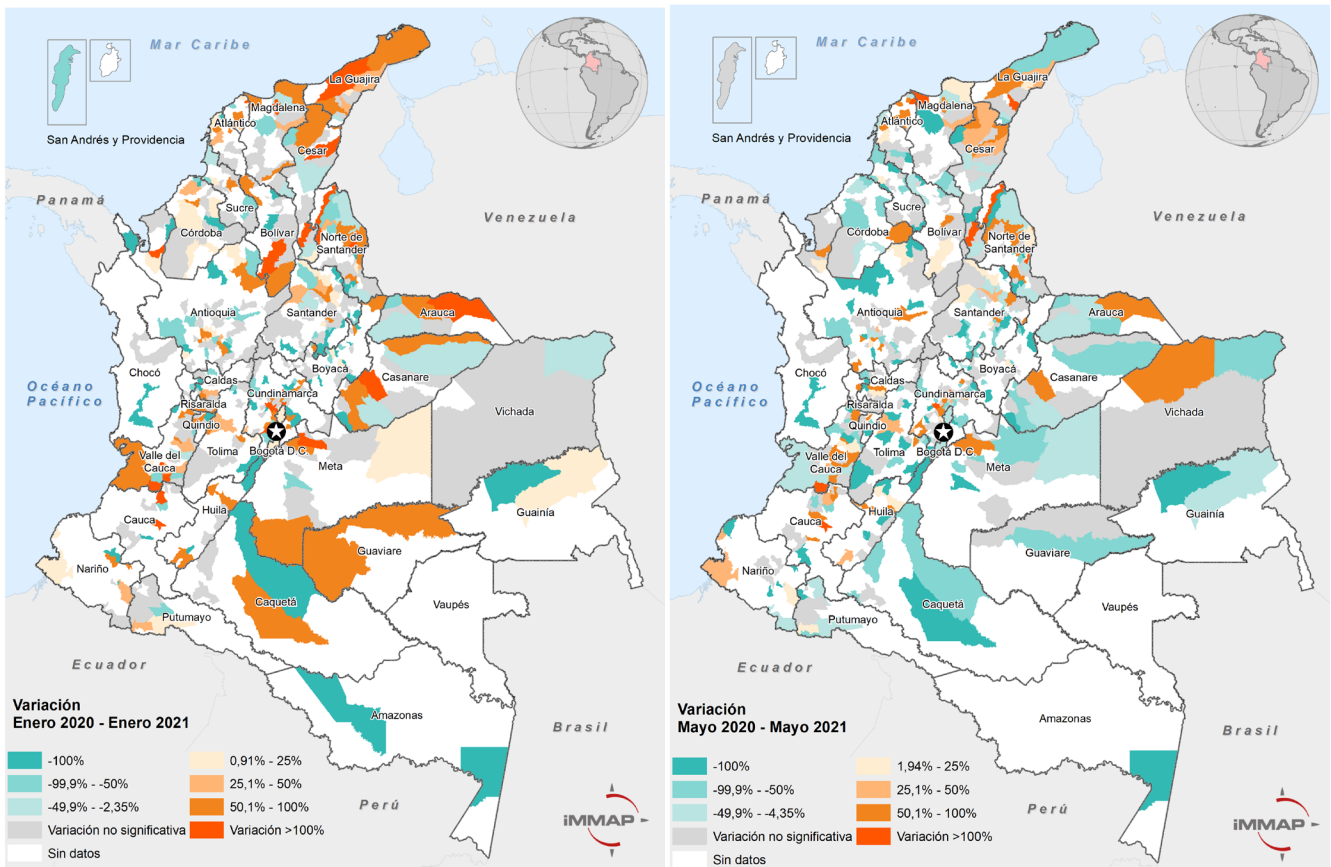 Mar Caribe
La Guajira
Magdalena
Atlántico
San Andrés y Providencia
Cesar
Panamá
Sucre
Venezuela
Córdoba
Bolívar
Norte de
Santander
Antioquia
Santander
Arauca
Océano
Pacífico
Chocó
Boyacá
Caldas
Casanare
Cundinamarca
Risaralda
Vichada
Quindio
Bogotá D.C.
Valle del
Cauca
Tolima
Meta
Huila
Guainía
Cauca
Guaviare
Nariño
Caquetá
Vaupés
Putumayo
Ecuador
Amazonas
Brasil
Perú
Variación
Enero 2020 - Enero 2021
-100%
-99,9% - -50%
-49,9% - -2,35%
Variación no significativa
Sin datos
0,91% - 25%
25,1% - 50%
50,1% - 100%
Variación >100%
iMMAP
Mar Caribe
La Guajira
Magdalena
Atlántico
San Andrés y Providencia
Cesar
Panamá
Sucre
Venezuela
Córdoba
Bolívar
Norte de
Santander
Antioquia
Santander
Arauca
Océano
Pacífico
Chocó
Boyacá
Caldas
Casanare
Cundinamarca
Risaralda
Vichada
Quindio
Bogotá D.C.
Valle del
Cauca
Tolima
Meta
Huila
Guainía
Cauca
Guaviare
Nariño
Caquetá
Vaupés
Putumayo
Ecuador
Amazonas
Brasil
Perú
Variación
Mayo 2020 - Mayo 2021
-100%
-99,9% - -50%
-49,9% - -4,35%
Variación no significativa
Sin datos
1,94% - 25%
25,1% - 50%
50,1% - 100%
Variación >100%
iMMAP